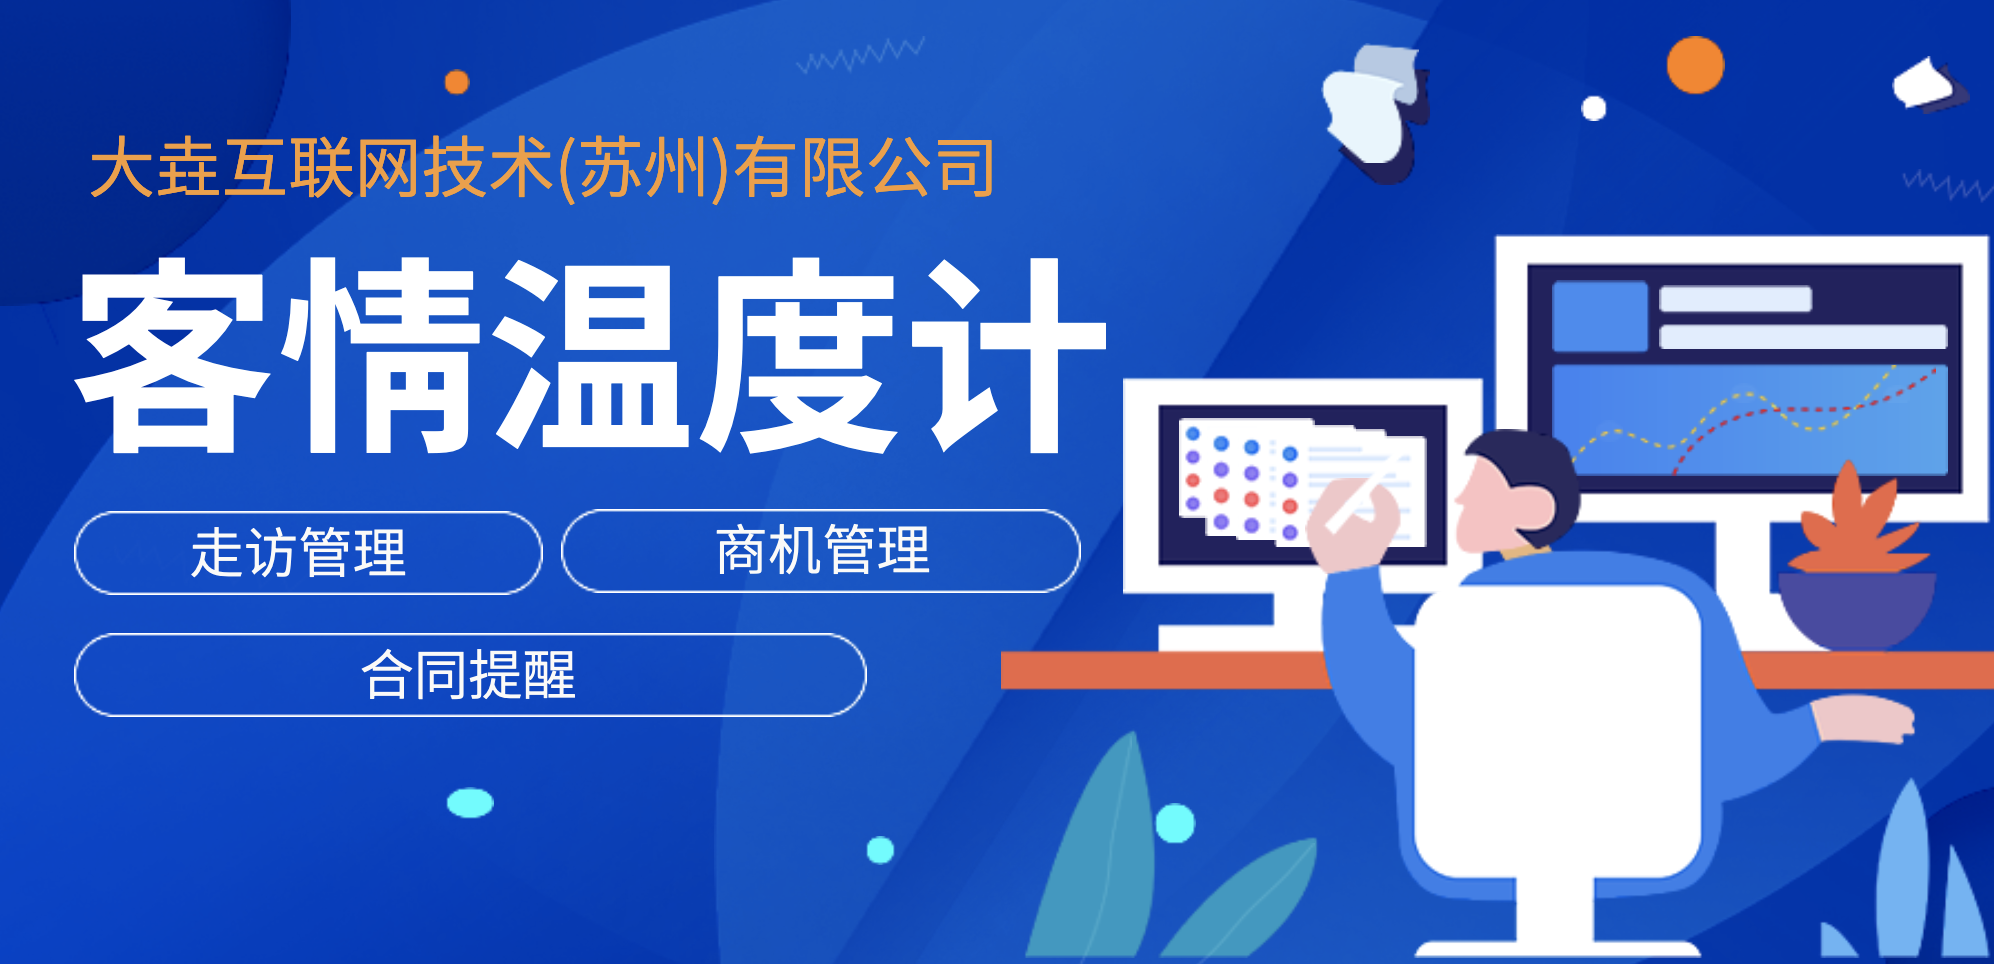 大垚互联网技术(苏州)有限公司
客情温度计
走访管理
商机管理
合同提醒